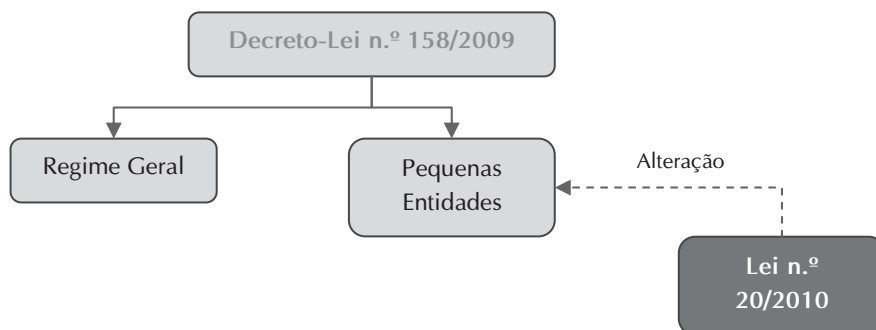 Decreto-Lei n.º 158/2009
Regime Geral
Pequenas
Entidades
Alteração
Lei n.º
20/2010